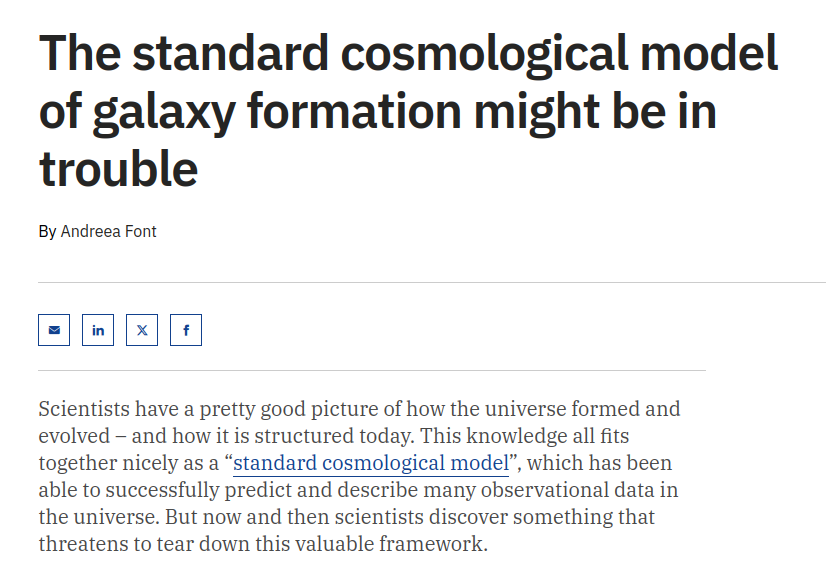 The standard cosmological model
of galaxy formation might be in
trouble
By Andreea Font
in
X
f
Scientists have a pretty good picture of how the universe formed and
evolved – and how it is structured today. This knowledge all fits
together nicely as a “standard cosmological model”, which has been
able to successfully predict and describe many observational data in
the universe. But now and then scientists discover something that
threatens to tear down this valuable framework.